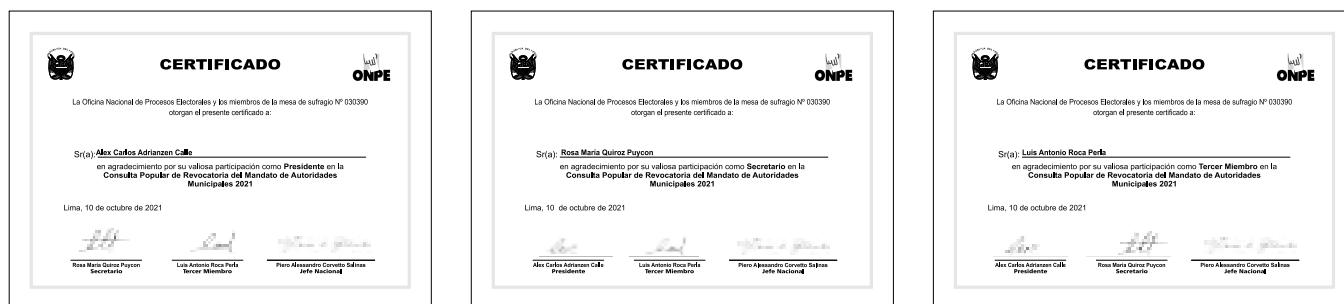 CERTIFICADO
ONPE
La Oficina Nacional de Procesos Electorales y los miembros de la mesa de sufragio Nº 030390
otorgan el presente certificado a:
Sr(a): Alex Carlos Adrianzen Calle
en agradecimiento por su valiosa participación como Presidente en la
Consulta Popular de Revocatoria del Mandato de Autoridades
Municipales 2021
Lima, 10 de octubre de 2021
Rosa Maria Quiroz Puycon
Secretario
Luis Antonio Roca Perla
Tercer Miembro
Piero Alessandro Corvetto Salinas
Jefe Nacional
CERTIFICADO
ONPE
La Oficina Nacional de Procesos Electorales y los miembros de la mesa de sufragio Nº 030390
otorgan el presente certificado a:
Sr(a): Rosa Maria Quiroz Puycon
en agradecimiento por su valiosa participación como Secretario en la
Consulta Popular de Revocatoria del Mandato de Autoridades
Municipales 2021
Lima, 10 de octubre de 2021
Alex Carlos Adrianzen Calle
Presidente
Luis Antonio Roca Perla
Tercer Miembro
Piero Alessandro Corvetto Salinas
Jefe Nacional
CERTIFICADO
ONPE
La Oficina Nacional de Procesos Electorales y los miembros de la mesa de sufragio Nº 030390
otorgan el presente certificado a:
Sr(a): Luis Antonio Roca Perla
en agradecimiento por su valiosa participación como Tercer Miembro en la
Consulta Popular de Revocatoria del Mandato de Autoridades
Municipales 2021
Lima, 10 de octubre de 2021
Alex Carlos Adrianzen Calle
Presidente
Rosa Maria Quiroz Puycon
Secretario
Piero Alessandro Corvetto Salinas
Jefe Nacional